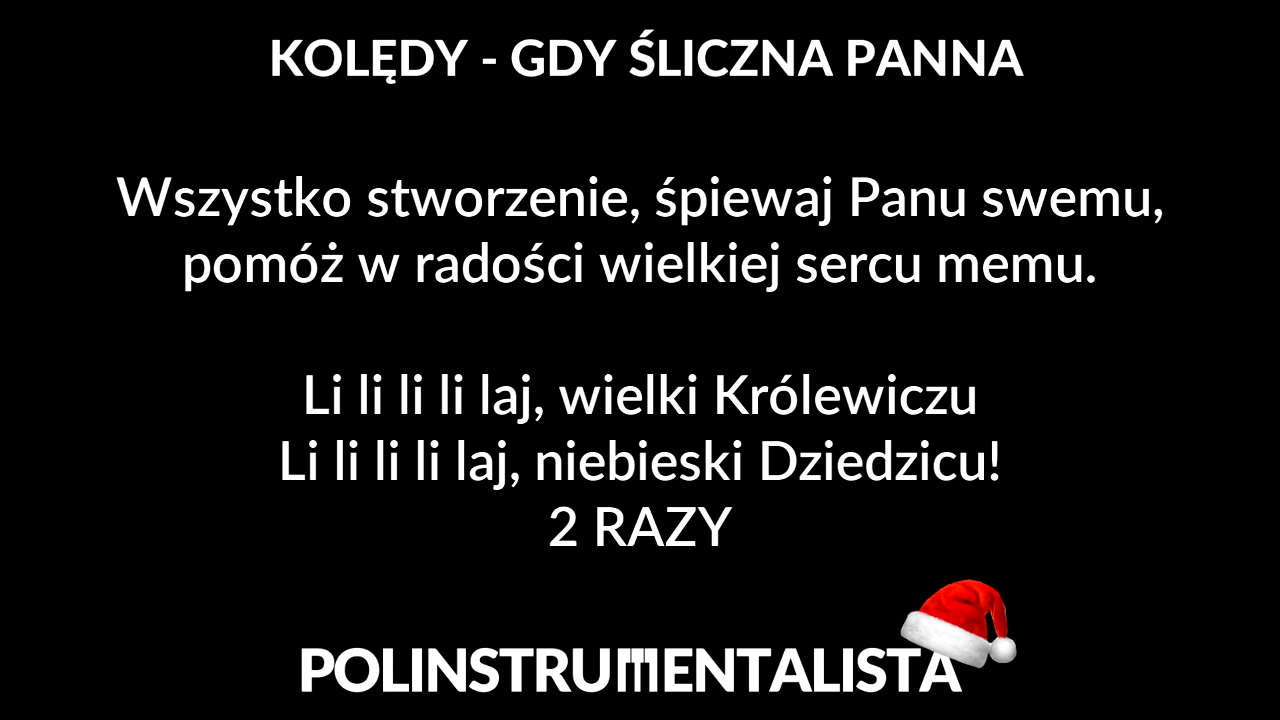 KOLĘDY - GDY ŚLICZNA PANNA
Wszystko stworzenie, śpiewaj Panu swemu,
pomóż w radości wielkiej sercu memu.
Li li li li laj, wielki Królewiczu
Li li li li laj, niebieski Dziedzicu!
2 RAZY
POLINSTRUMENTALISTA